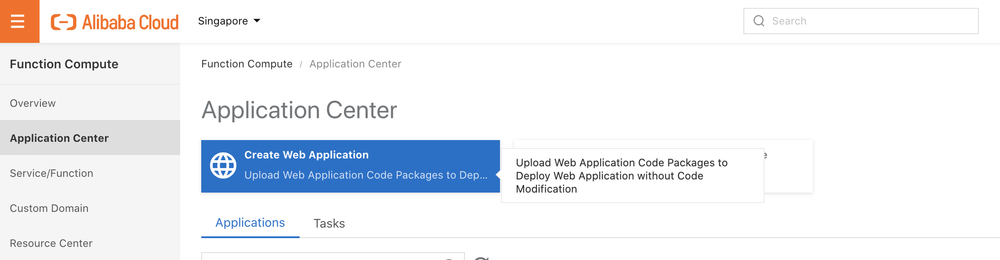 Alibaba Cloud
Singapore
Search
Function Compute
Overview
Application Center
Service/Function
Custom Domain
Resource Center
Function Compute / Application Center
Application Center
Create Web Application
Upload Web Application Code Packages to Dep...
Upload Web Application Code Packages to
Deploy Web Application without Code
Modification
Applications
Tasks